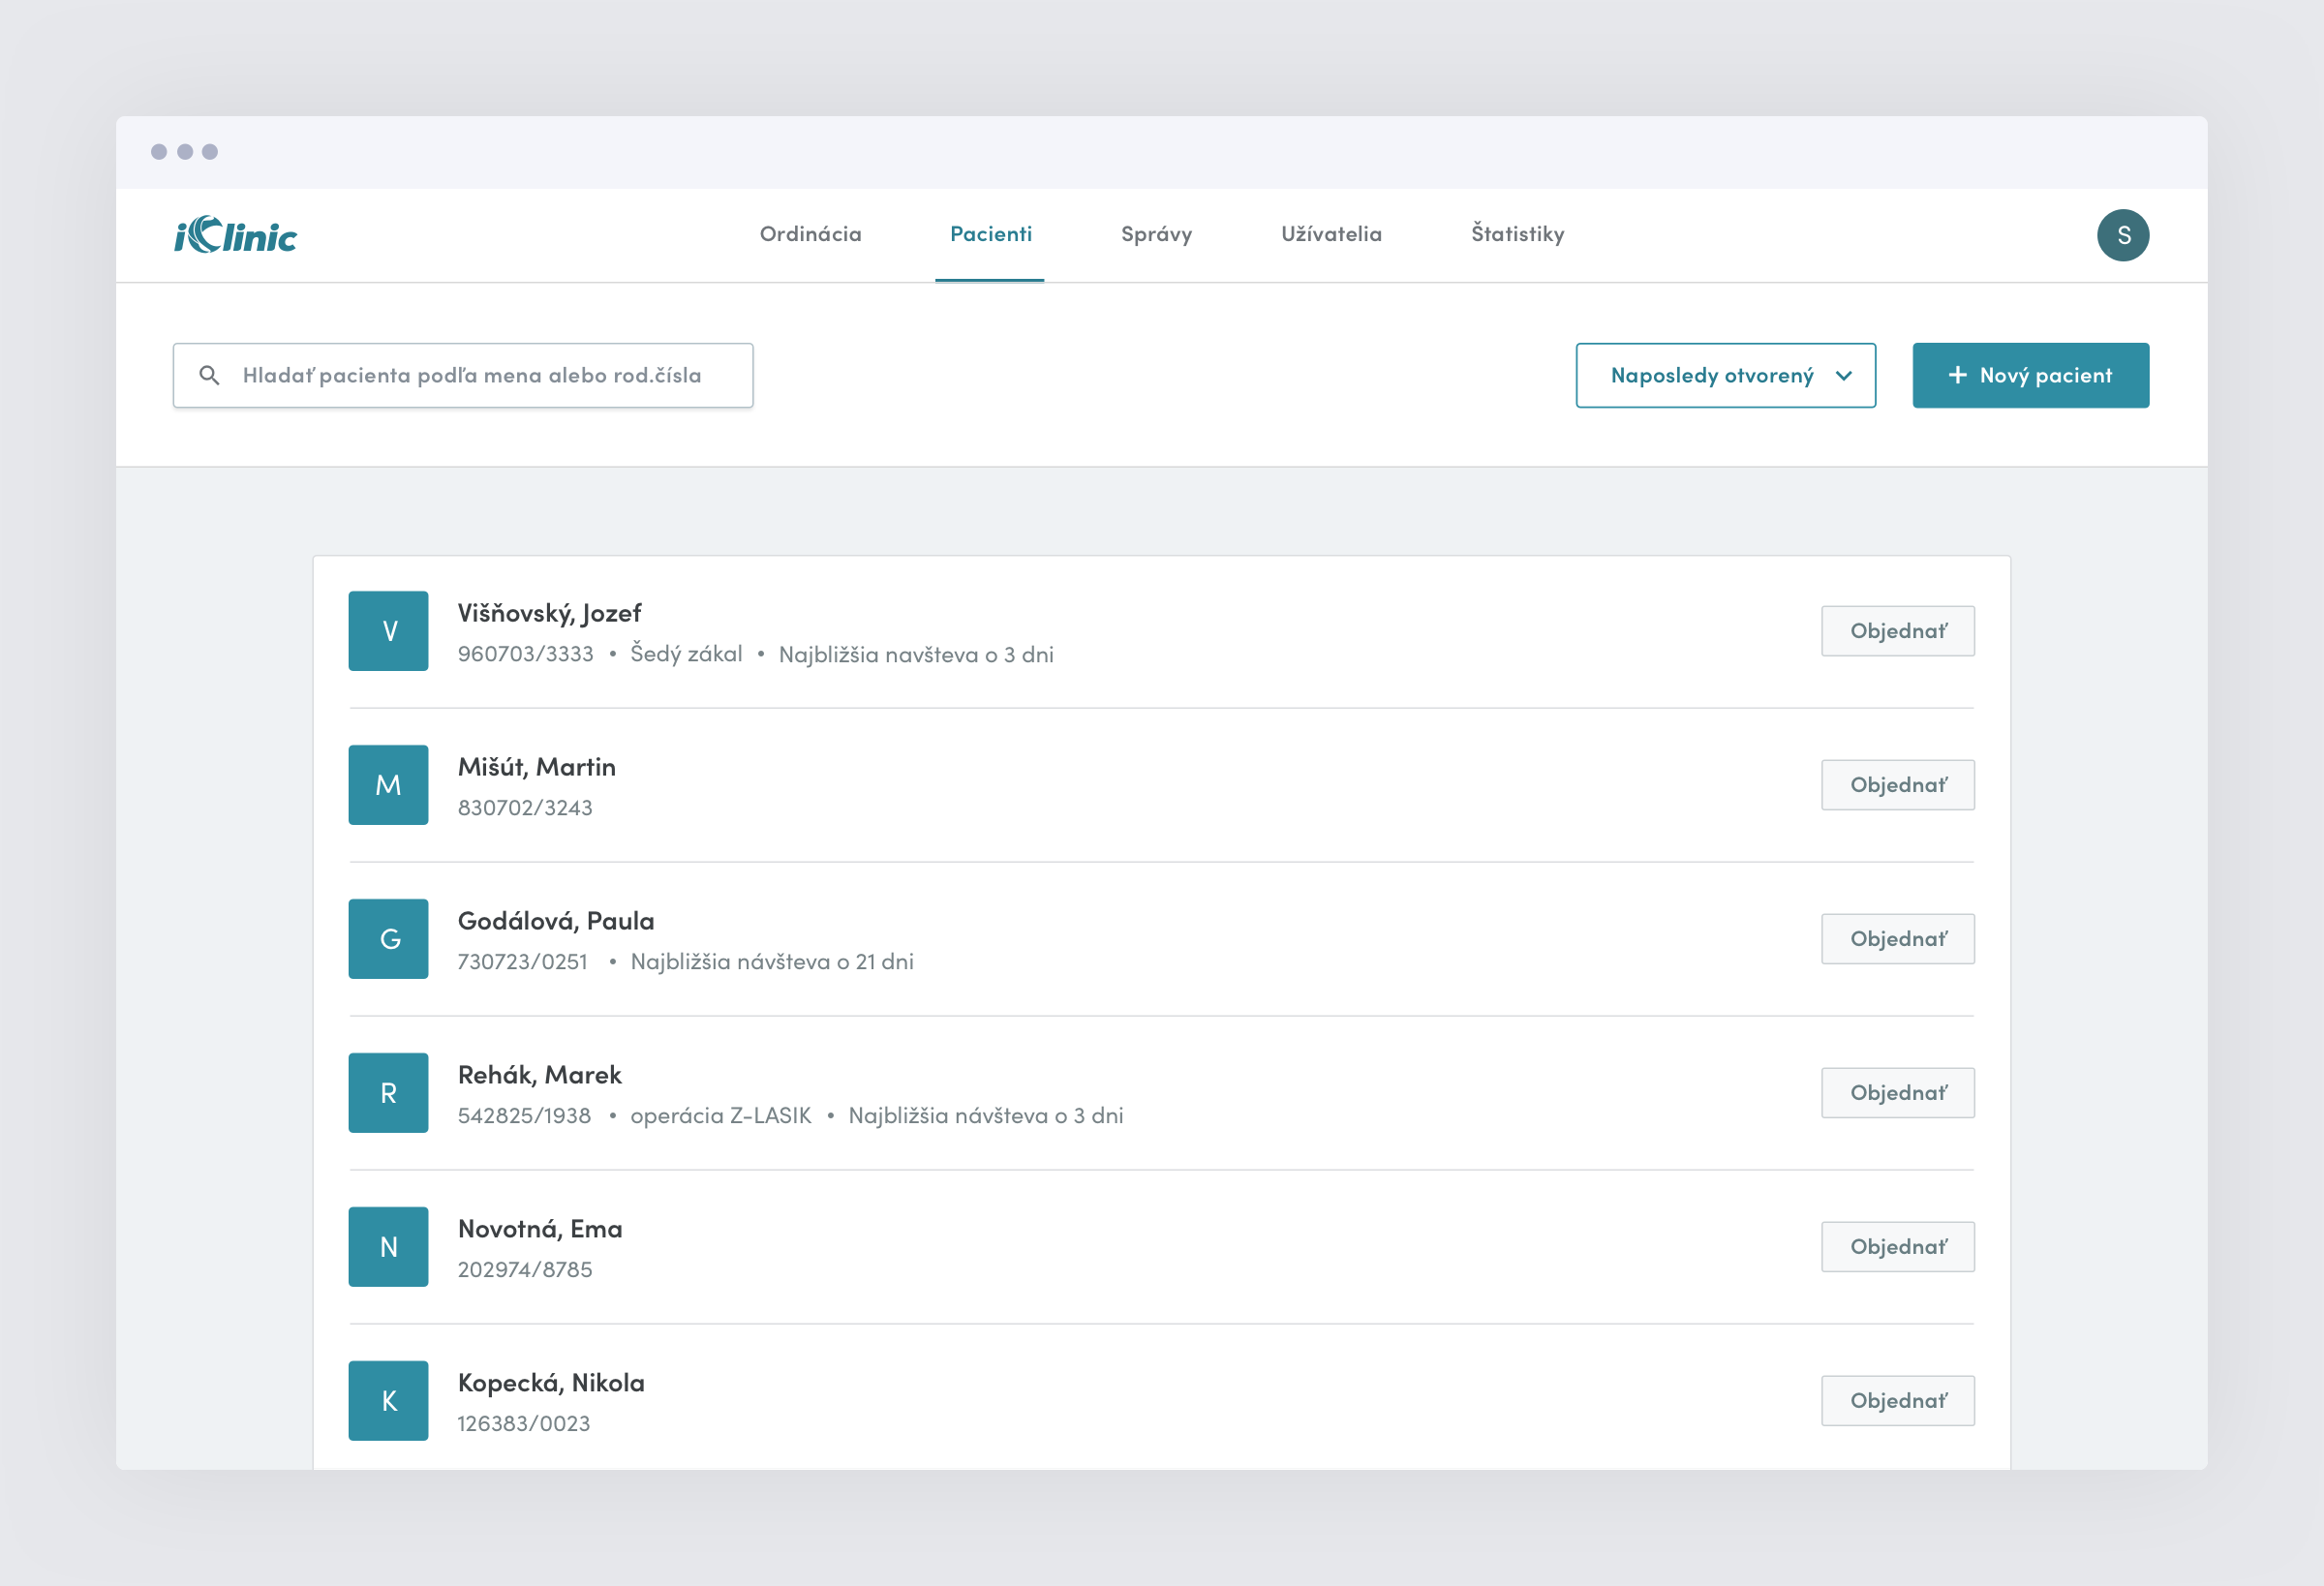 iClinic
Ordinácia Pacienti Správy Užívatelia Štatistiky S
Hladať pacienta podľa mena alebo rod.čísla Naposledy otvorený + Nový pacient
V Višňovský, Jozef Objednať
960703/3333 • Šedý zákal • Najbližšia navšteva o 3 dni
M Mišút, Martin Objednať
830702/3243
G Godálová, Paula Objednať
730723/0251 • Najbližšia návšteva o 21 dni
R Rehák, Marek Objednať
542825/1938 • operácia Z-LASIK • Najbližšia návšteva o 3 dni
N Novotná, Ema Objednať
202974/8785
K Kopecká, Nikola Objednať
126383/0023